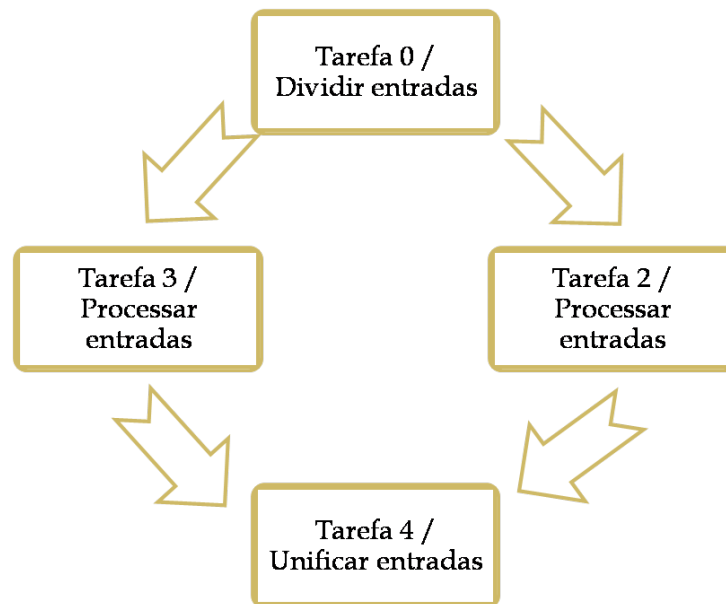 Tarefa 0 /
Dividir entradas
Tarefa 3 /
Processar
entradas
Tarefa 2 /
Processar
entradas
Tarefa 4 /
Unificar entradas